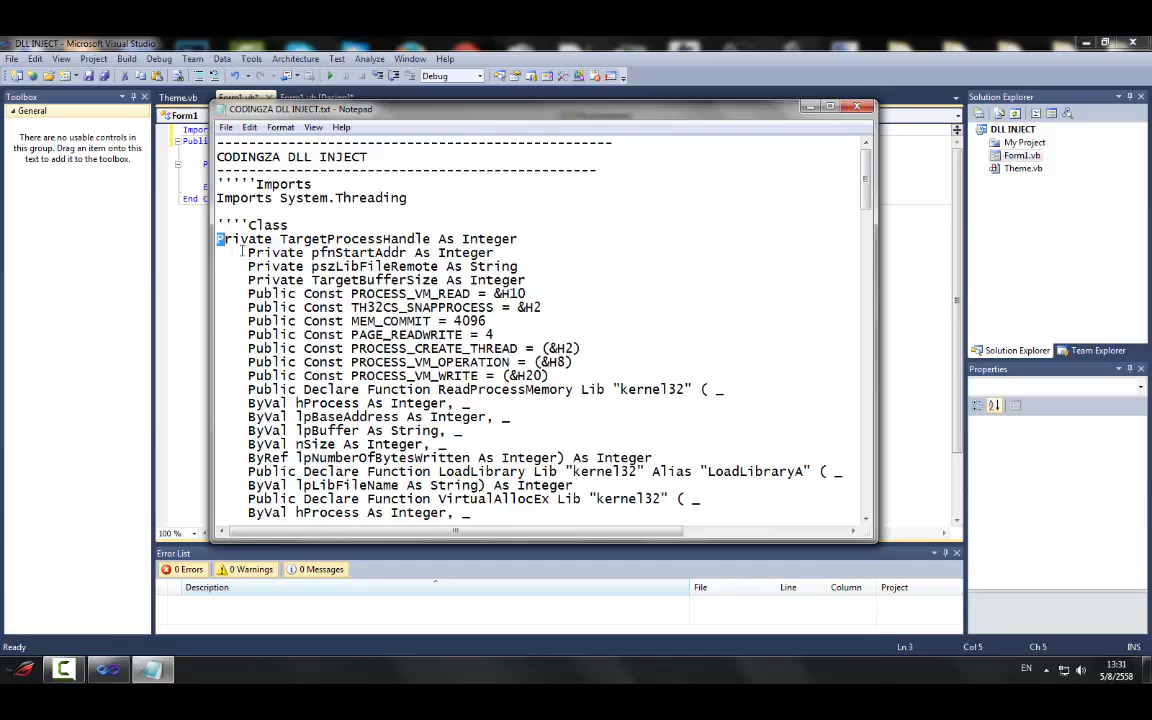 DLL INJECT - Microsoft Visual Studio
File Edit View Project Build Debug Team Data Tools Architecture Test Analyze Window Help
Debug
Toolbox
General
There are no usable controls in
this group. Drag an item onto this
text to add it to the toolbox.
Theme.vb Form1.vb* Form1.vb [Design]*
Form1
Impor
Publi
P
E
End C
100 %
CODINGZA DLL INJECT.txt - Notepad
File Edit Format View Help
------------------------------------------------
CODINGZA DLL INJECT
------------------------------------------------
'''''Imports
Imports System.Threading
''''Class
Private TargetProcessHandle As Integer
Private pfnStartAddr As Integer
Private pszLibFileRemote As String
Private TargetBufferSize As Integer
Public Const PROCESS_VM_READ = &H10
Public Const TH32CS_SNAPPROCESS = &H2
Public Const MEM_COMMIT = 4096
Public Const PAGE_READWRITE = 4
Public Const PROCESS_CREATE_THREAD = (&H2)
Public Const PROCESS_VM_OPERATION = (&H8)
Public Const PROCESS_VM_WRITE = (&H20)
Public Declare Function ReadProcessMemory Lib "kernel32" ( _
ByVal hProcess As Integer, _
ByVal lpBaseAddress As Integer, _
ByVal lpBuffer As String, _
ByVal nSize As Integer, _
ByRef lpNumberOfBytesWritten As Integer) As Integer
Public Declare Function LoadLibrary Lib "kernel32" Alias "LoadLibraryA" ( _
ByVal lpLibFileName As String) As Integer
Public Declare Function VirtualAllocEx Lib "kernel32" ( _
ByVal hProcess As Integer, _
Solution Explorer
DLL INJECT
My Project
Form1.vb
Theme.vb
Solution Explorer Team Explorer
Properties
Error List
0 Errors 0 Warnings 0 Messages
Description File Line Column Project
Ready Ln 3 Col 5 Ch 5 INS
EN
13:31
5/8/2558